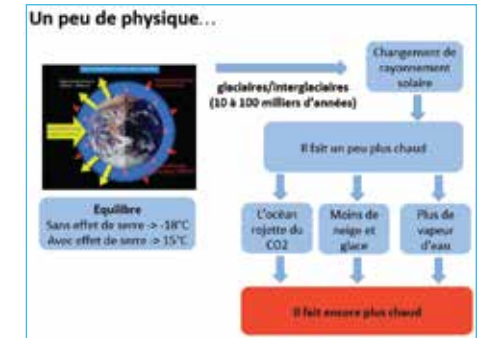 Un peu de physique…
glaciaires/interglaciaires
(10 à 100 milliers d'années)
Changement de
rayonnement
solaire
Il fait un peu plus chaud
Equilibre
Sans effet de serre -> -18°C
Avec effet de serre -> 15°C
L'océan
rejette du
CO2
Moins de
neige et
glace
Plus de
vapeur
d'eau
Il fait encore plus chaud